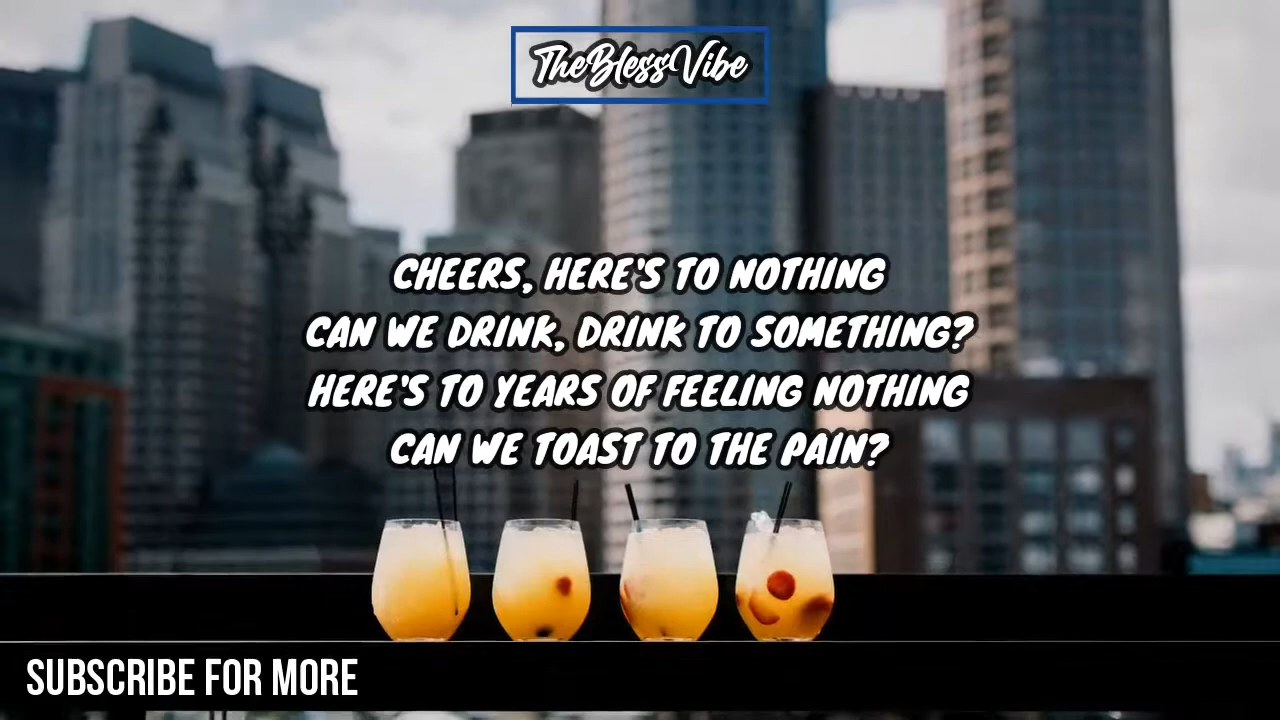 TheBlessVibe
CHEERS, HERE'S TO NOTHING
CAN WE DRINK, DRINK TO SOMETHING?
HERE'S TO YEARS OF FEELING NOTHING
CAN WE TOAST TO THE PAIN?
SUBSCRIBE FOR MORE